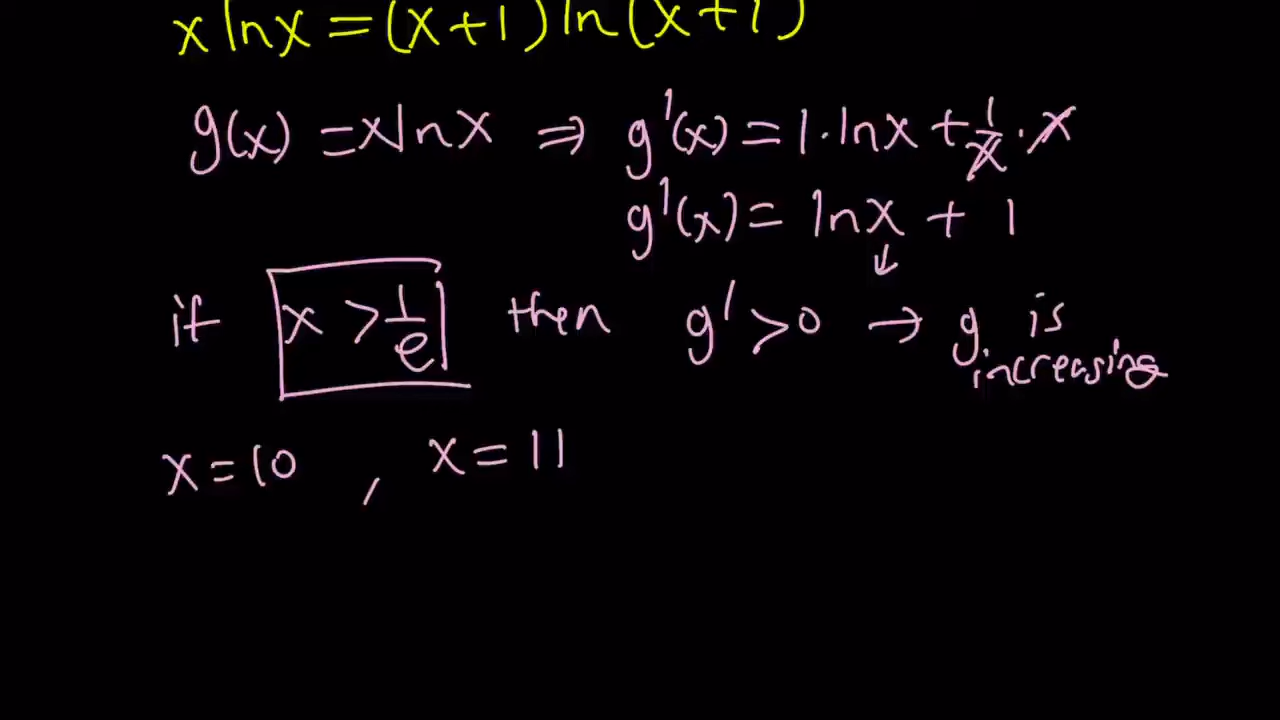 x ln x = (x+1) ln (x+1)
g(x) = x ln x ⇒ g'(x) = 1 · ln x + 1/x · x
g'(x) = ln x + 1
↓
if x > 1/e then g' > 0 → g is
increasing
x = 10 , x = 11